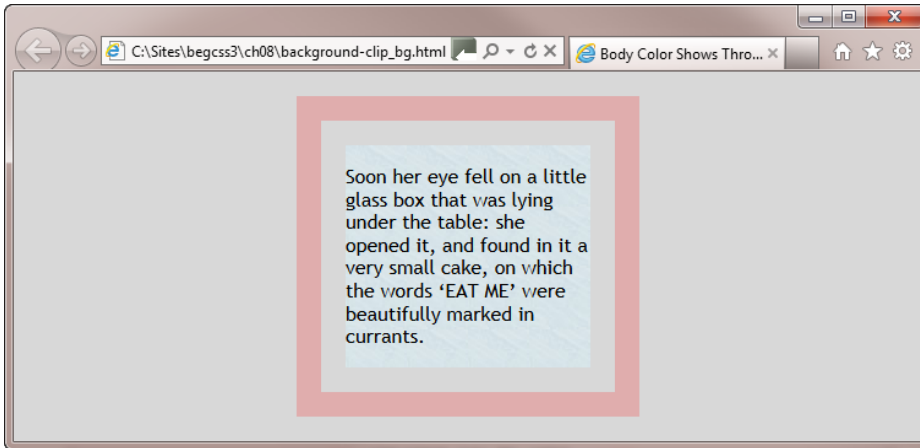 C:\Sites\begcss3\ch08\background-clip_bg.html
Body Color Shows Thro...
Soon her eye fell on a little
glass box that was lying
under the table: she
opened it, and found in it a
very small cake, on which
the words ‘EAT ME’ were
beautifully marked in
currants.